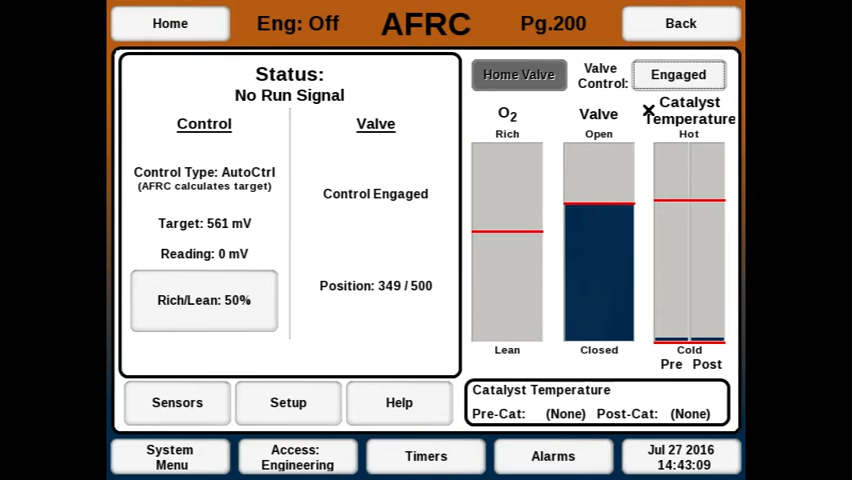 Home
Eng: Off
AFRC
Pg.200
Back
Status:
No Run Signal
Control
Valve
Control Type: AutoCtrl
(AFRC calculates target)
Target: 561 mV
Reading: 0 mV
Rich/Lean: 50%
Control Engaged
Position: 349 / 500
Home Valve
Valve
Control:
Engaged
O2
Rich
Lean
Valve
Open
Closed
Catalyst
Temperature
Hot
Cold
Pre Post
Sensors
Setup
Help
Catalyst Temperature
Pre-Cat: (None) Post-Cat: (None)
System
Menu
Access:
Engineering
Timers
Alarms
Jul 27 2016
14:43:09